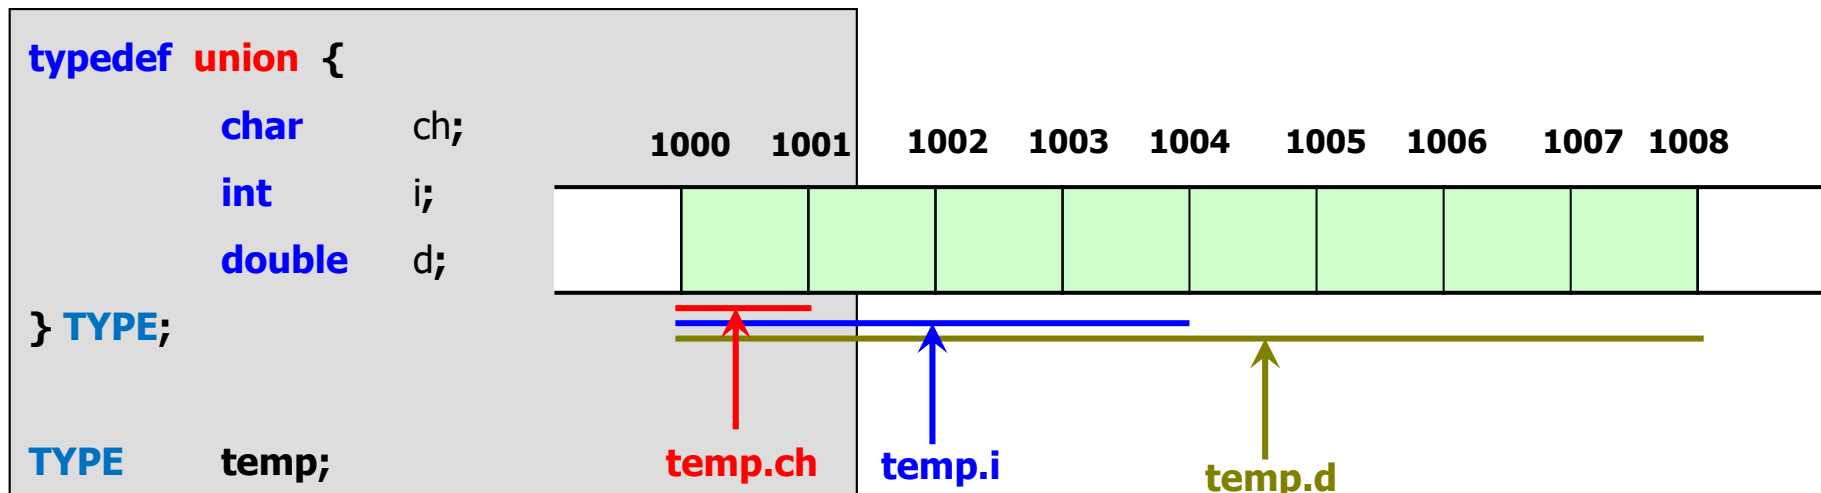 typedef union {
char ch;
int i;
double d;
} TYPE;
TYPE temp;
1000 1001 1002 1003 1004 1005 1006 1007 1008
temp.ch temp.i temp.d